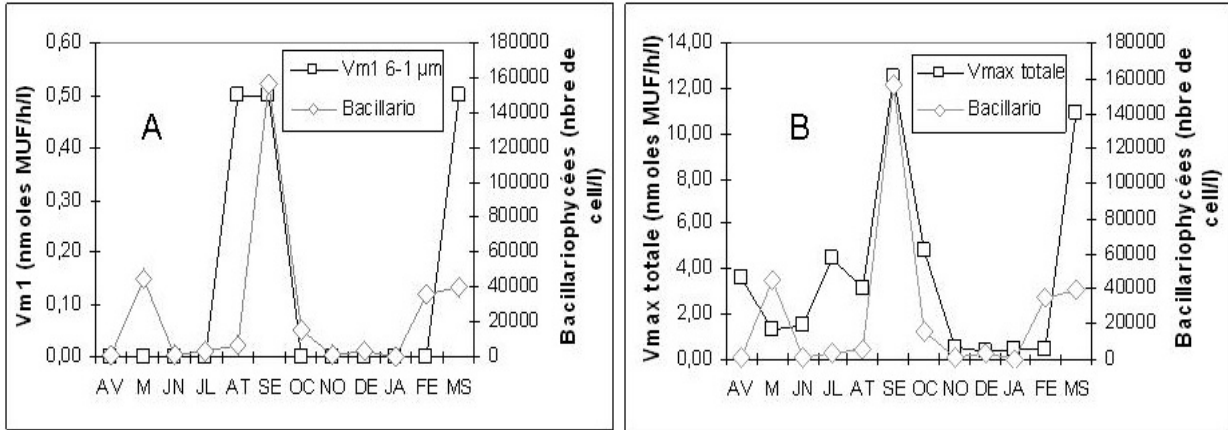 0,60
0,50
0,40
0,30
0,20
0,10
0,00
Vm1 (nmoles MUF/h/l)
A
Vm1 6-1 µm
Bacillario
180000
160000
140000
120000
100000
80000
60000
40000
20000
0
Bacillariophycées (nbre de
cell/l)
AV M JN JL AT SE OC NO DE JA FE MS
14,00
12,00
10,00
8,00
6,00
4,00
2,00
0,00
Vmax totale (nmoles MUF/h/l)
B
Vmax totale
Bacillario
180000
160000
140000
120000
100000
80000
60000
40000
20000
0
Bacillariophycées (nbre de
cell/l)
AV M JN JL AT SE OC NO DE JA FE MS